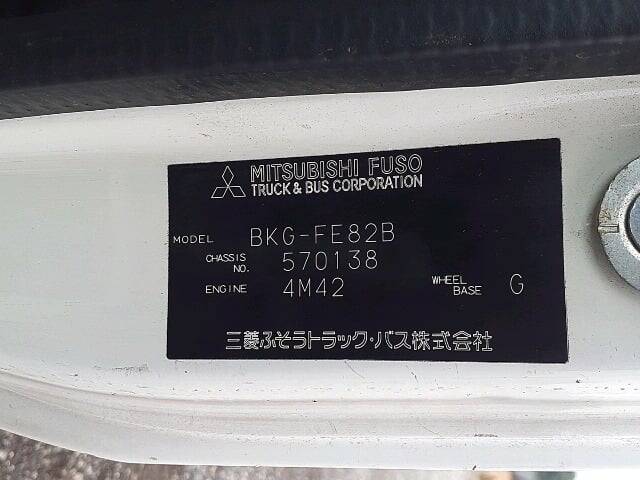 MITSUBISHI FUSO
TRUCK & BUS CORPORATION
MODEL BKG-FE82B
CHASSIS NO. 570138
ENGINE 4M42 WHEEL BASE G
三菱ふそうトラック・バス株式会社